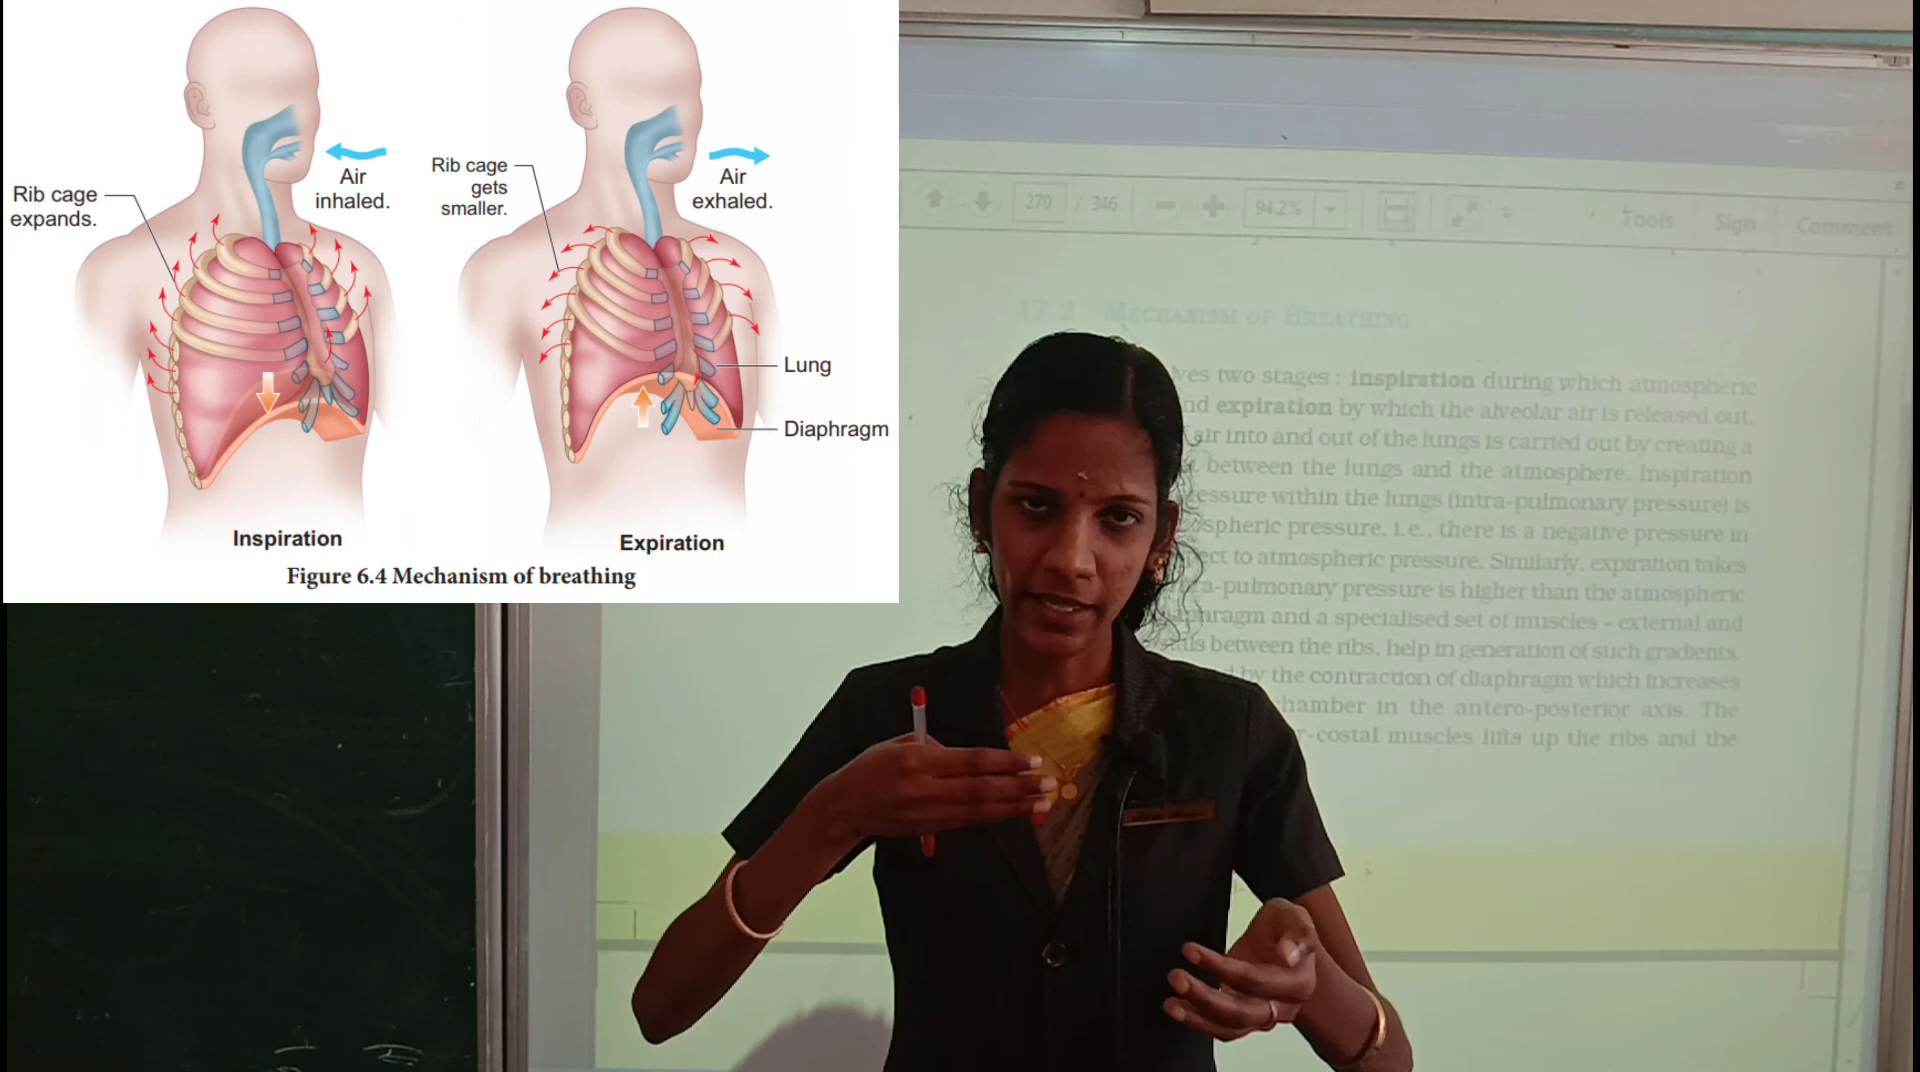 Rib cage
expands.
Air
inhaled.
Rib cage
gets
smaller.
Air
exhaled.
Lung
Diaphragm
Inspiration
Expiration
Figure 6.4 Mechanism of breathing
270 / 346
94.2%
Tools
Sign
Comment
17.2 MECHANISM OF BREATHING
two stages : inspiration during which atmospheric
expiration by which the alveolar air is released out.
air into and out of the lungs is carried out by creating a
between the lungs and the atmosphere. Inspiration
within the lungs (intra-pulmonary pressure) is
pressure, i.e., there is a negative pressure in
to atmospheric pressure. Similarly, expiration takes
pulmonary pressure is higher than the atmospheric
and a specialised set of muscles – external and
between the ribs, help in generation of such gradients.
by the contraction of diaphragm which increases
chamber in the antero-posterior axis. The
costal muscles lifts up the ribs and the